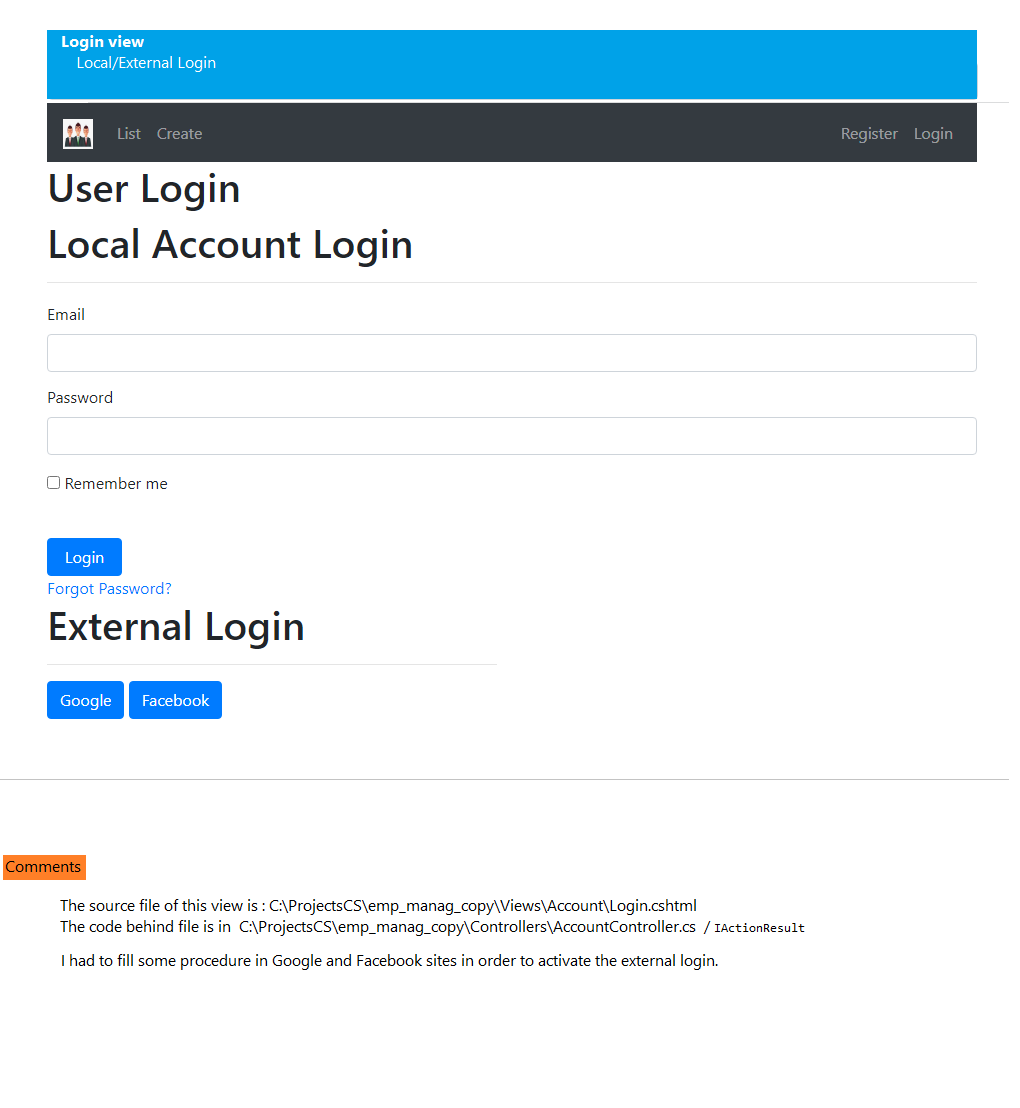 Login view
Local/External Login
List Create Register Login
User Login
Local Account Login
Email
Password
Remember me
Login
Forgot Password?
External Login
Google Facebook
Comments
The source file of this view is : C:\ProjectsCS\emp_manag_copy\Views\Account\Login.cshtml
The code behind file is in C:\ProjectsCS\emp_manag_copy\Controllers\AccountController.cs / IActionResult
I had to fill some procedure in Google and Facebook sites in order to activate the external login.